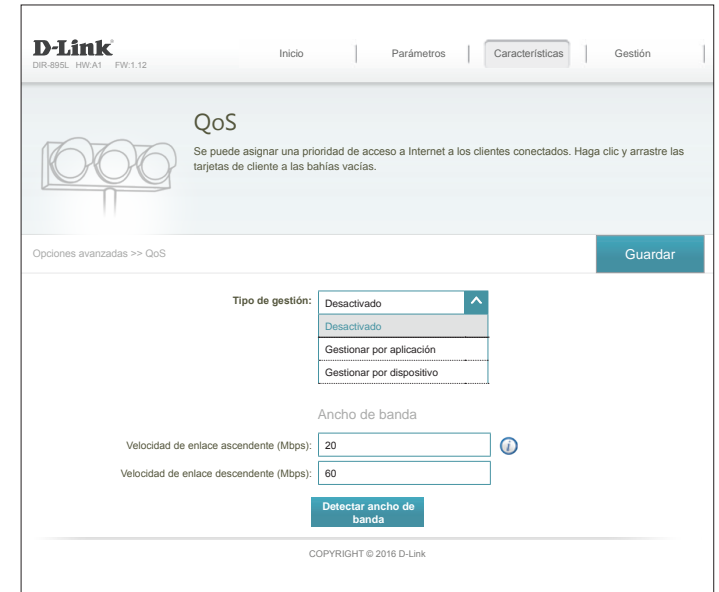 D-Link
DIR-895L HW:A1 FW:1.12
Inicio
Parámetros
Características
Gestión
QoS
Se puede asignar una prioridad de acceso a Internet a los clientes conectados. Haga clic y arrastre las
tarjetas de cliente a las bahías vacías.
Opciones avanzadas >> QoS
Guardar
Tipo de gestión: Desactivado
Desactivado
Gestionar por aplicación
Gestionar por dispositivo
Ancho de banda
Velocidad de enlace ascendente (Mbps): 20
Velocidad de enlace descendente (Mbps): 60
Detectar ancho de
banda
COPYRIGHT © 2016 D-Link